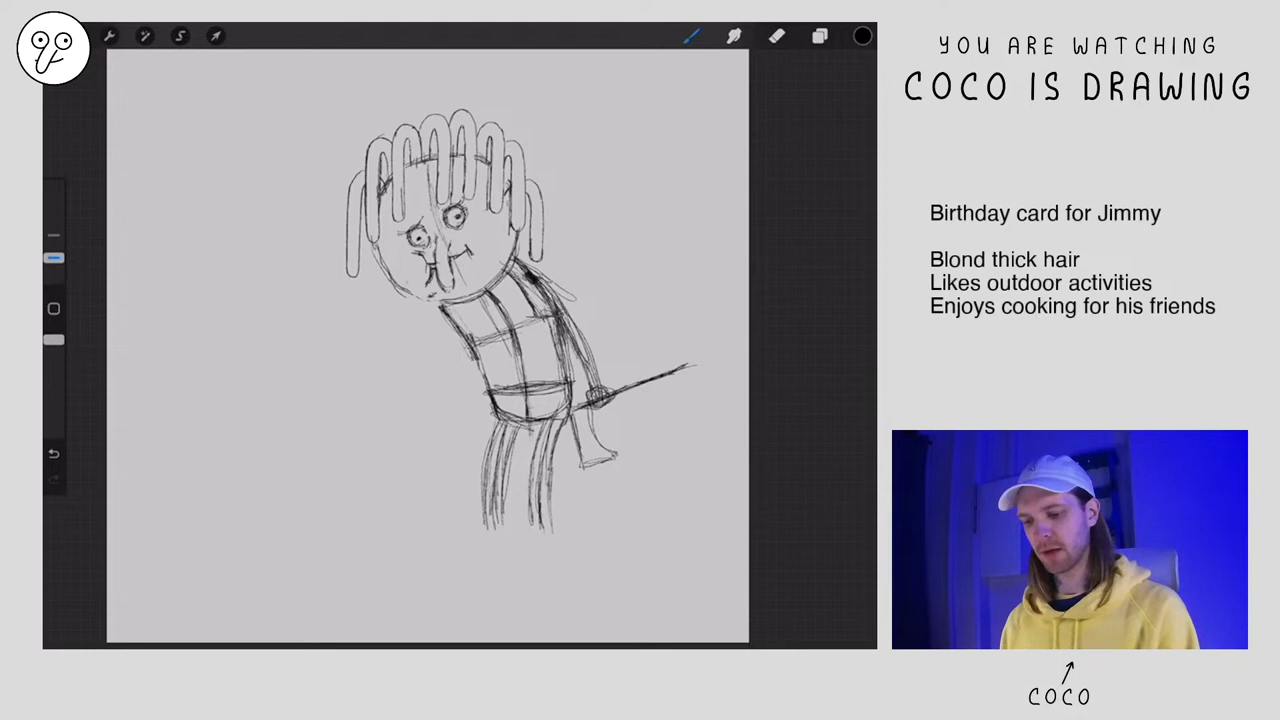 YOU ARE WATCHING
COCO IS DRAWING
Birthday card for Jimmy
Blond thick hair
Likes outdoor activities
Enjoys cooking for his friends
COCO